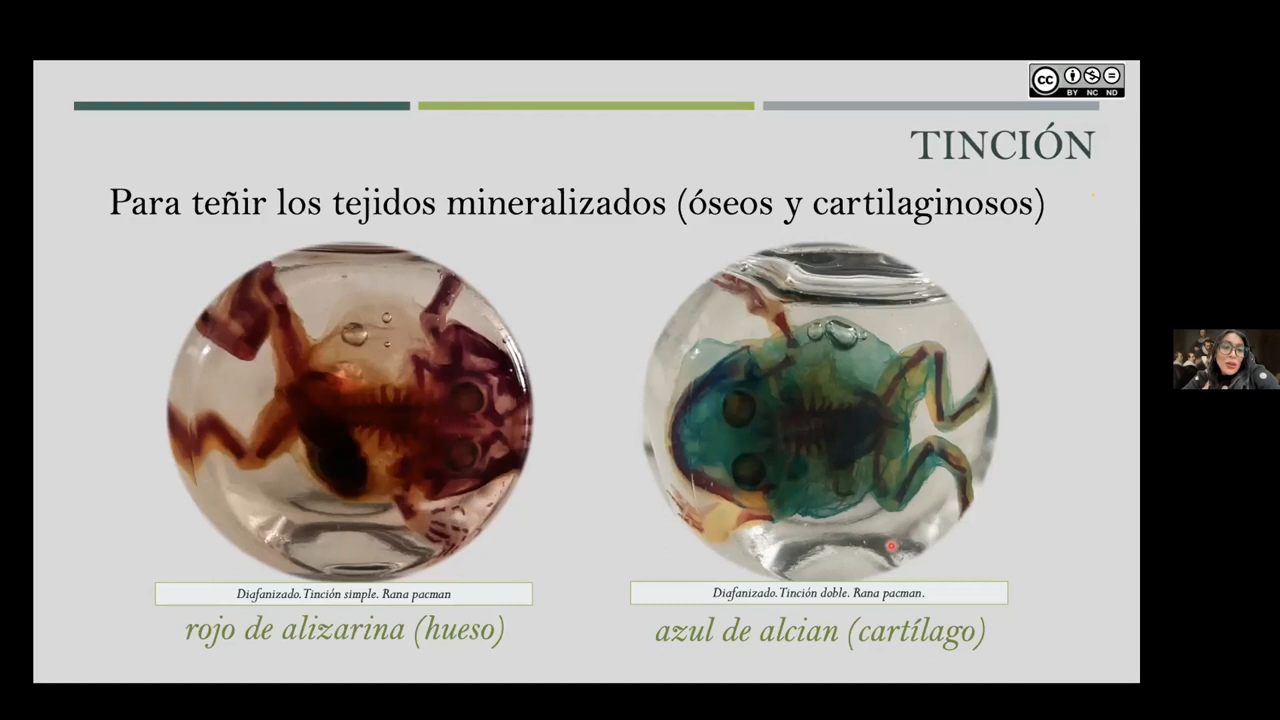 cc
BY NC ND
TINCIÓN
Para teñir los tejidos mineralizados (óseos y cartilaginosos)
Diafanizado. Tinción simple. Rana pacman
Diafanizado. Tinción doble. Rana pacman.
rojo de alizarina (hueso)
azul de alcian (cartílago)